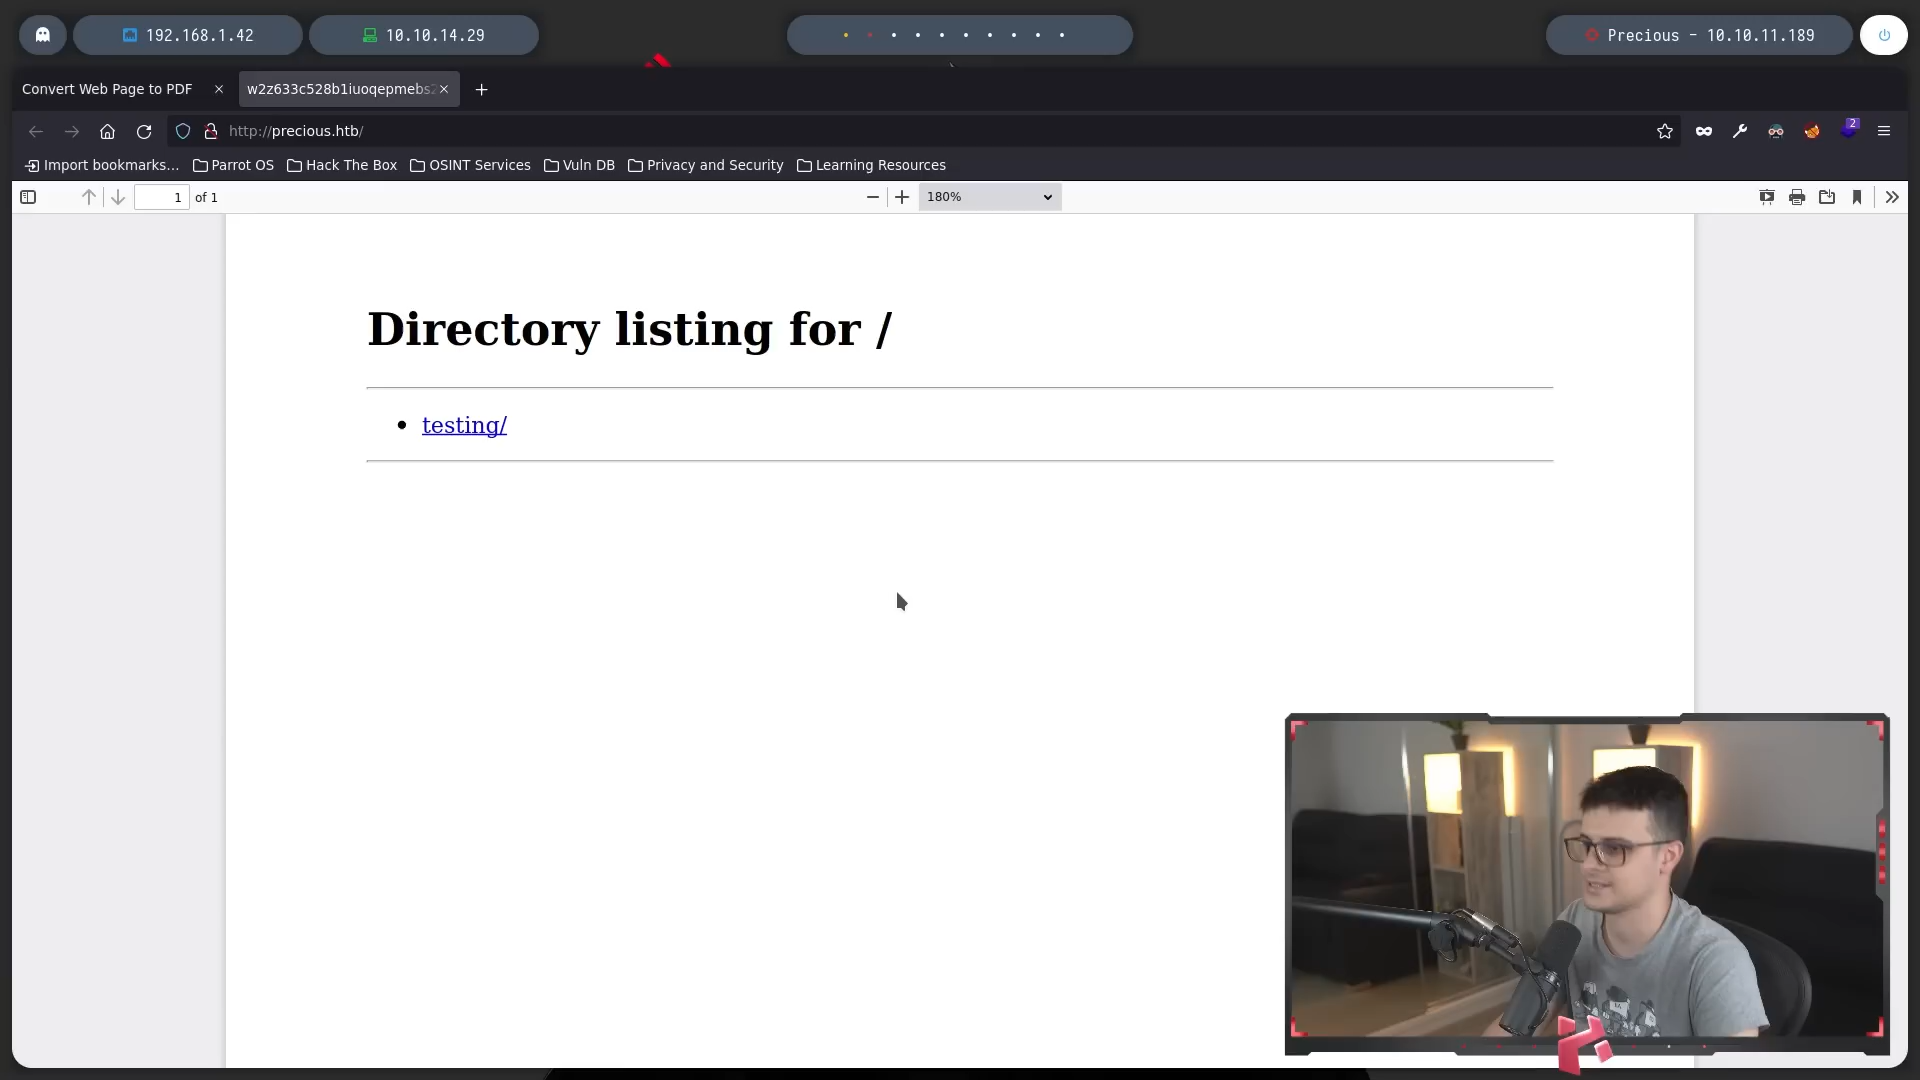 192.168.1.42
10.10.14.29
Precious - 10.10.11.189
Convert Web Page to PDF
w2z633c528b1iuoqepmebs
http://precious.htb/
2
Import bookmarks...
Parrot OS
Hack The Box
OSINT Services
Vuln DB
Privacy and Security
Learning Resources
1 of 1
180%
Directory listing for /
testing/